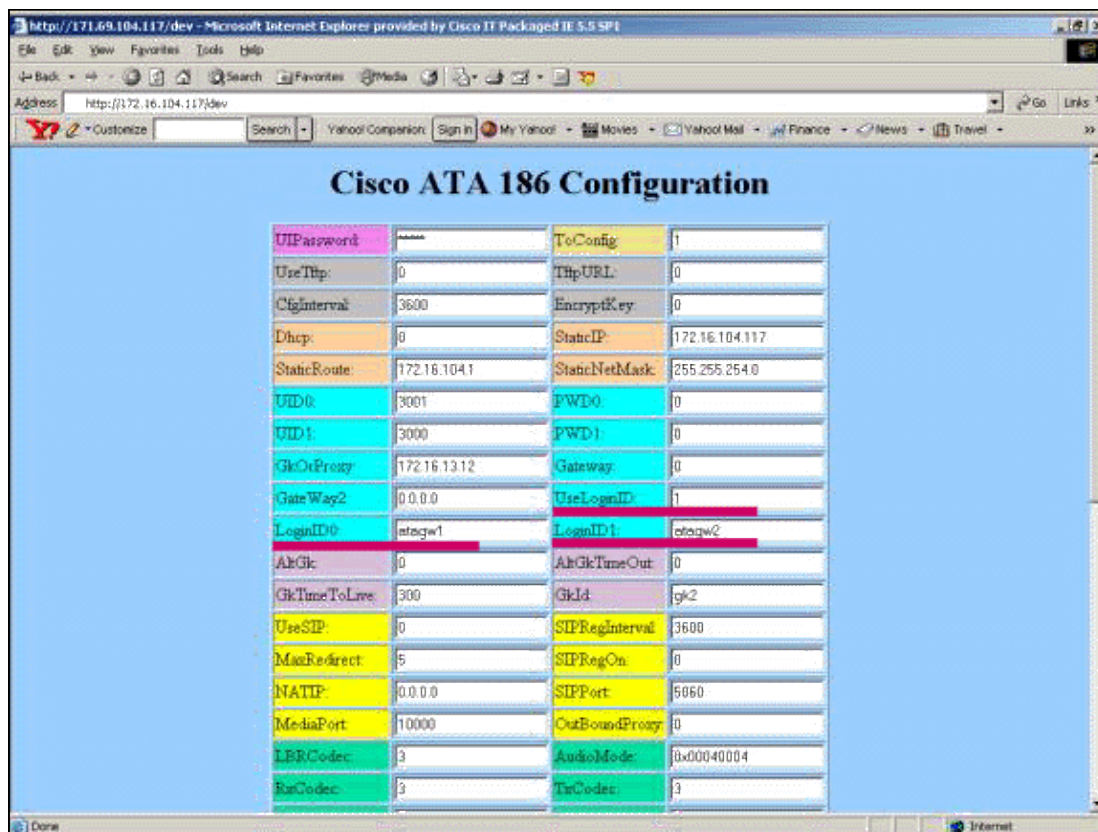 http://171.69.104.117/dev - Microsoft Internet Explorer provided by Cisco IT Packaged IE 5.5 SP1
File Edit View Favorites Tools Help
Back Search Favorites Media
Address http://172.16.104.117/dev Go Links
Y? Customize Search Yahoo! Companion: Sign in My Yahoo! Movies Yahoo! Mail Finance News Travel
Cisco ATA 186 Configuration
UIPassword: ***** ToConfig: 1
UseTftp: 0 TftpURL: 0
CfgInterval: 3600 EncryptKey: 0
Dhcp: 0 StaticIP: 172.16.104.117
StaticRoute: 172.16.104.1 StaticNetMask: 255.255.254.0
UID0: 3001 PWD0: 0
UID1: 3000 PWD1: 0
GkOrProxy: 172.16.13.12 Gateway: 0
GateWay2: 0.0.0.0 UseLoginID: 1
LoginID0: atagw1 LoginID1: atagw2
AltGk: 0 AltGkTimeOut: 0
GkTimeToLive: 300 GkId: gk2
UseSIP: 0 SIPRegInterval: 3600
MaxRedirect: 5 SIPRegOn: 0
NATIP: 0.0.0.0 SIPPort: 5060
MediaPort: 10000 OutBoundProxy: 0
LBRCodec: 3 AudioMode: 0x00040004
RxCodec: 3 TxCodec: 3
Done Internet